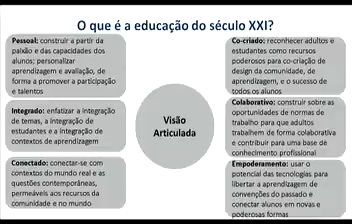 O que é a educação do século XXI?
Pessoal: construir a partir da
paixão e das capacidades dos
alunos; personalizar
aprendizagem e avaliação, de
forma a promover a participação
e talentos
Integrado: enfatizar a integração
de temas, a integração de
estudantes e a integração de
contextos de aprendizagem
Conectado: conectar-se com
contextos do mundo real e as
questões contemporâneas,
permeáveis aos recursos da
comunidade e no mundo
Visão
Articulada
Co-criado: reconhecer adultos e
estudantes como recursos
poderosos para co-criação de
design da comunidade, de
aprendizagem, e o sucesso de
todos os alunos
Colaborativo: construir sobre as
oportunidades de normas de
trabalho para que adultos
trabalhem de forma colaborativa
e contribuir para uma base de
conhecimento profissional
Empoderamento: usar o
potencial das tecnologias para
libertar a aprendizagem de
convenções do passado e
conectar alunos em novas e
poderosas formas